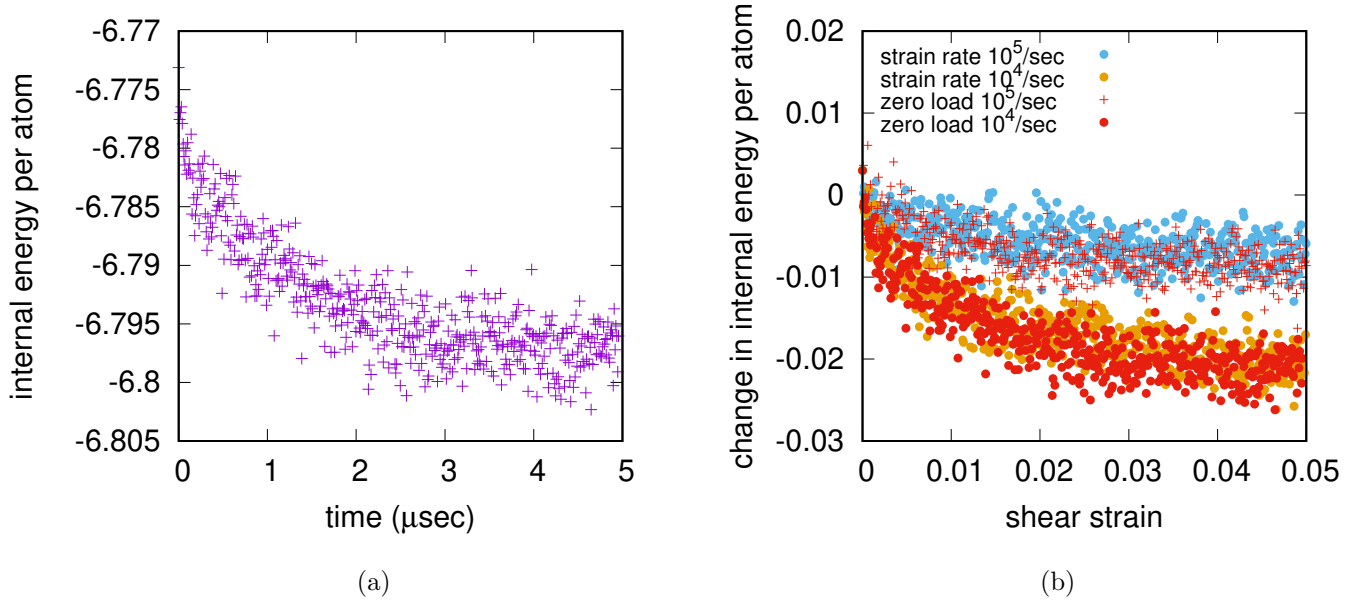 -6.77
-6.775
-6.78
-6.785
-6.79
-6.795
-6.8
-6.805
internal energy per atom
0 1 2 3 4 5
time (μsec)
(a)
0.02
0.01
0
-0.01
-0.02
-0.03
change in internal energy per atom
strain rate 10^5/sec
strain rate 10^4/sec
zero load 10^5/sec
zero load 10^4/sec
0 0.01 0.02 0.03 0.04 0.05
shear strain
(b)